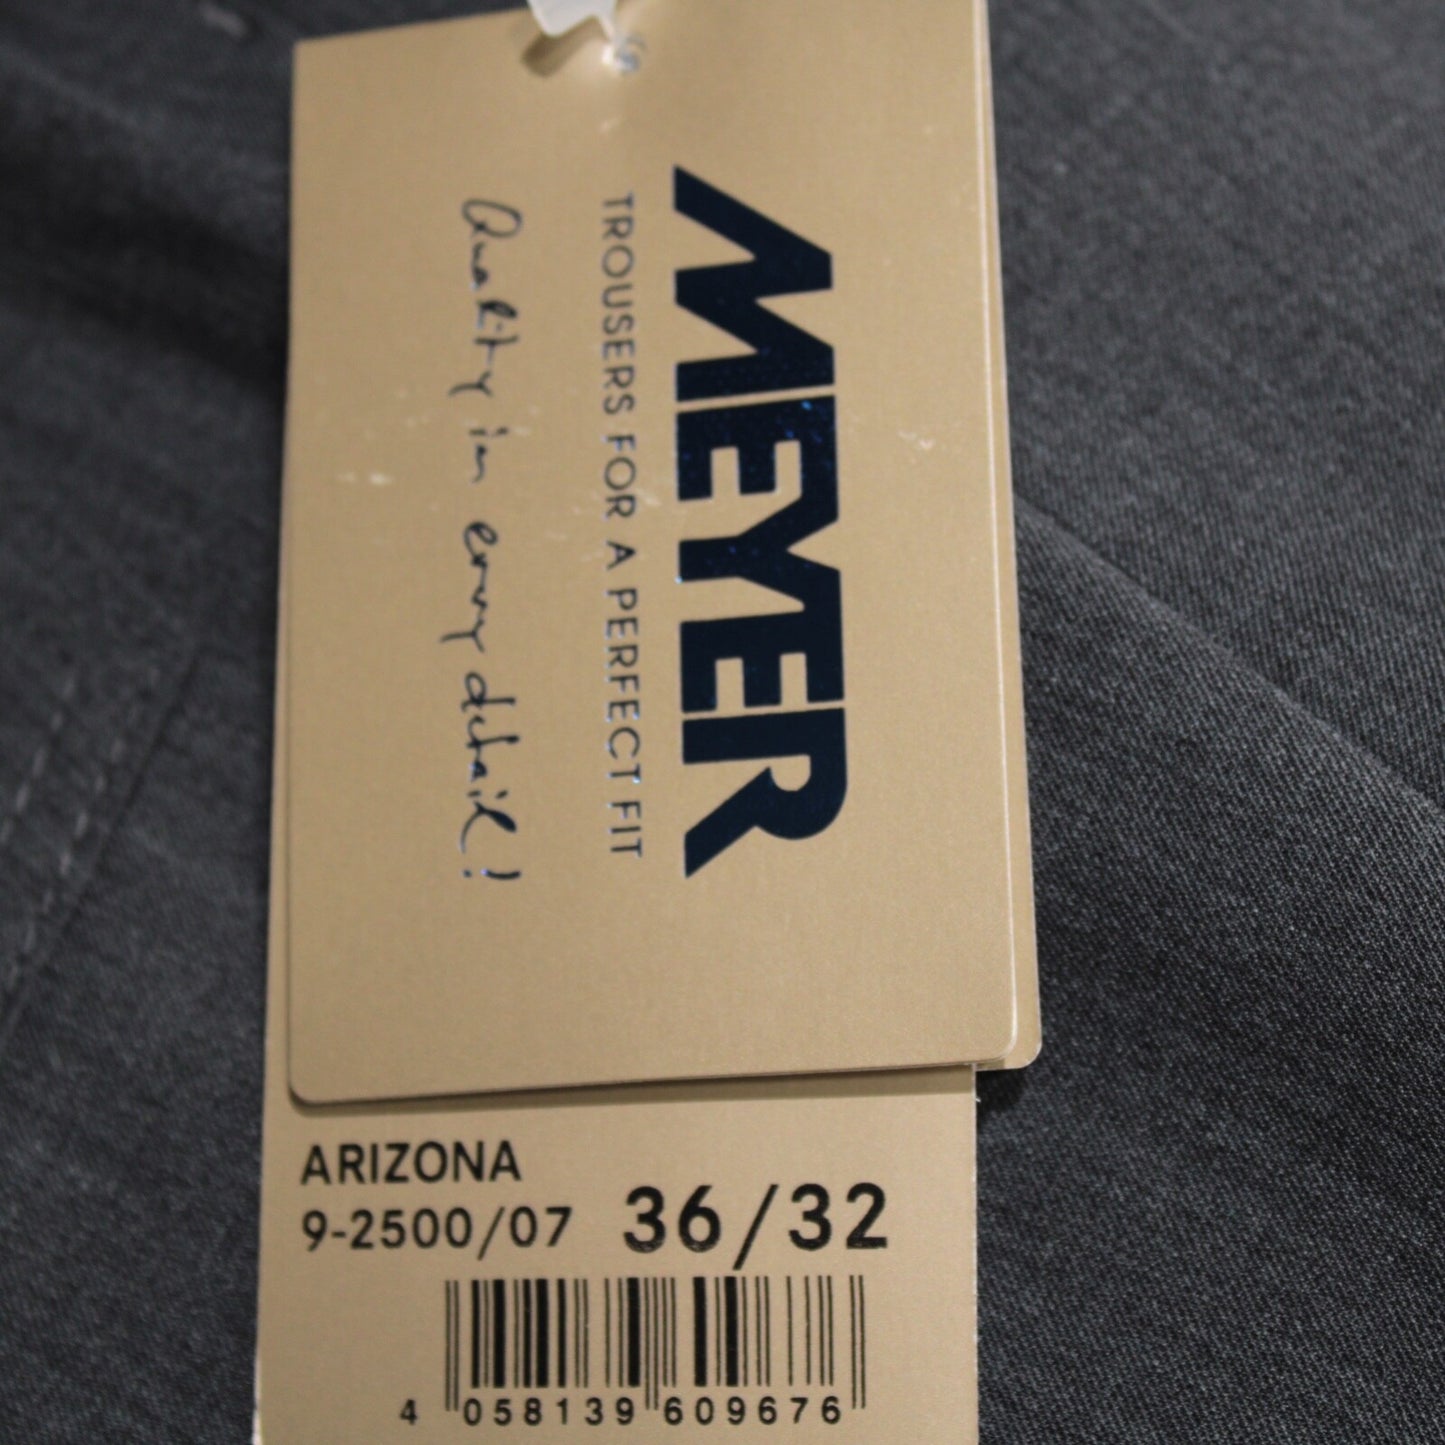 MEYER
TROUSERS FOR A PERFECT FIT
Quality in every detail!
ARIZONA
9-2500/07 36/32
4 058139 609676